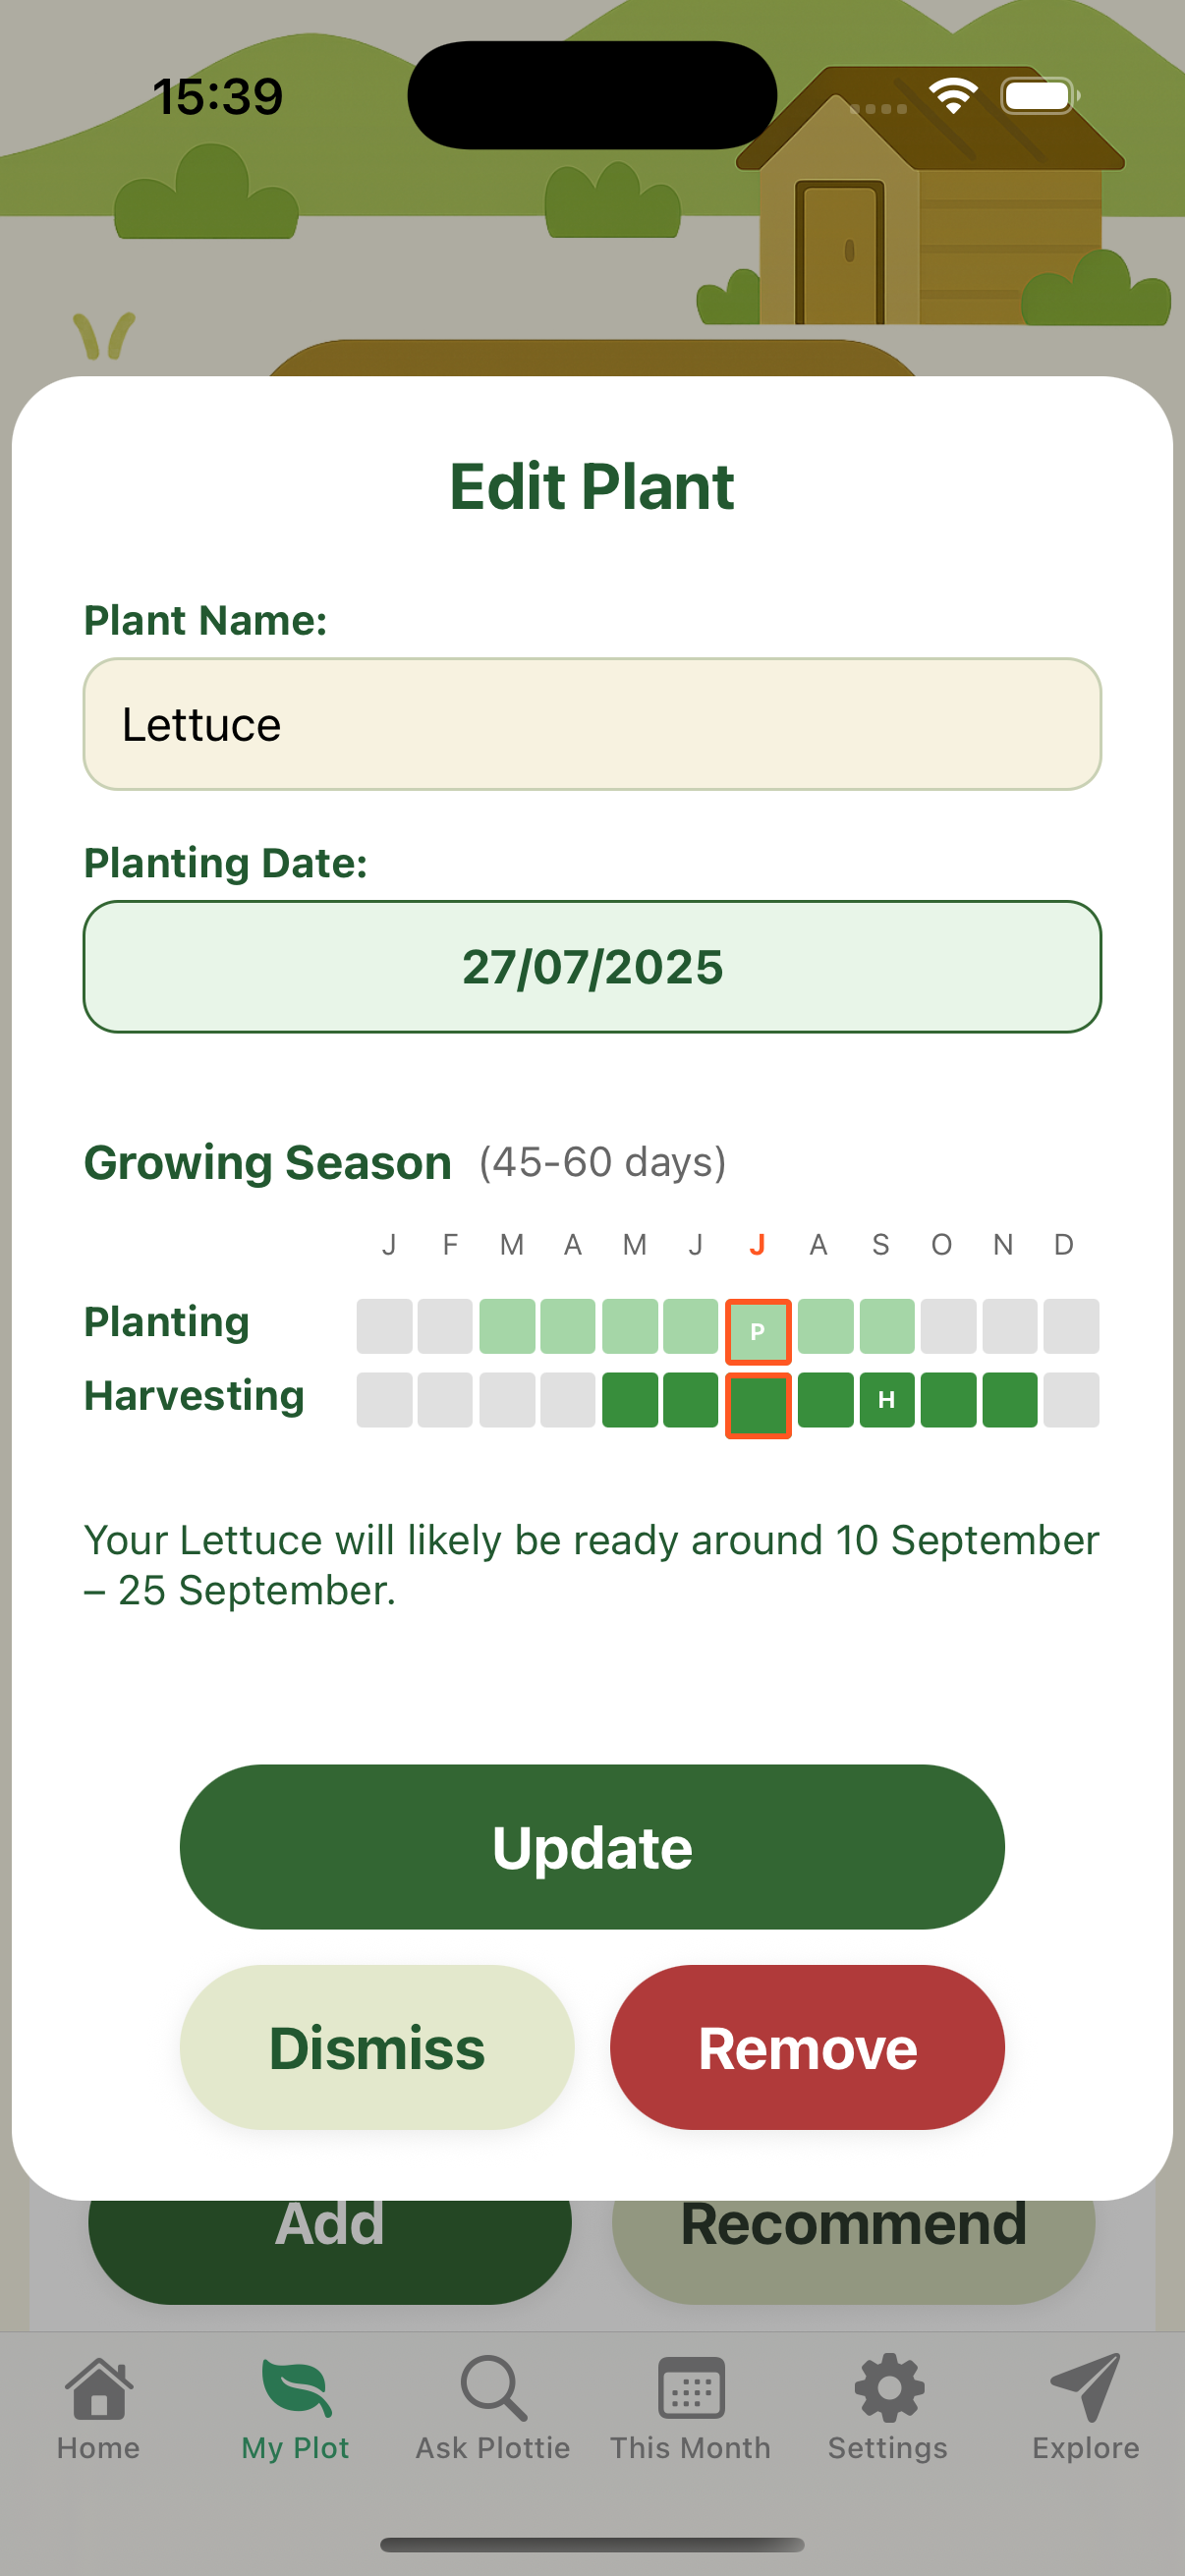 15:39
Edit Plant
Plant Name:
Lettuce
Planting Date:
27/07/2025
Growing Season (45-60 days)
J F M A M J J A S O N D
Planting P
Harvesting H
Your Lettuce will likely be ready around 10 September
– 25 September.
Update
Dismiss Remove
Add Recommend
Home My Plot Ask Plottie This Month Settings Explore